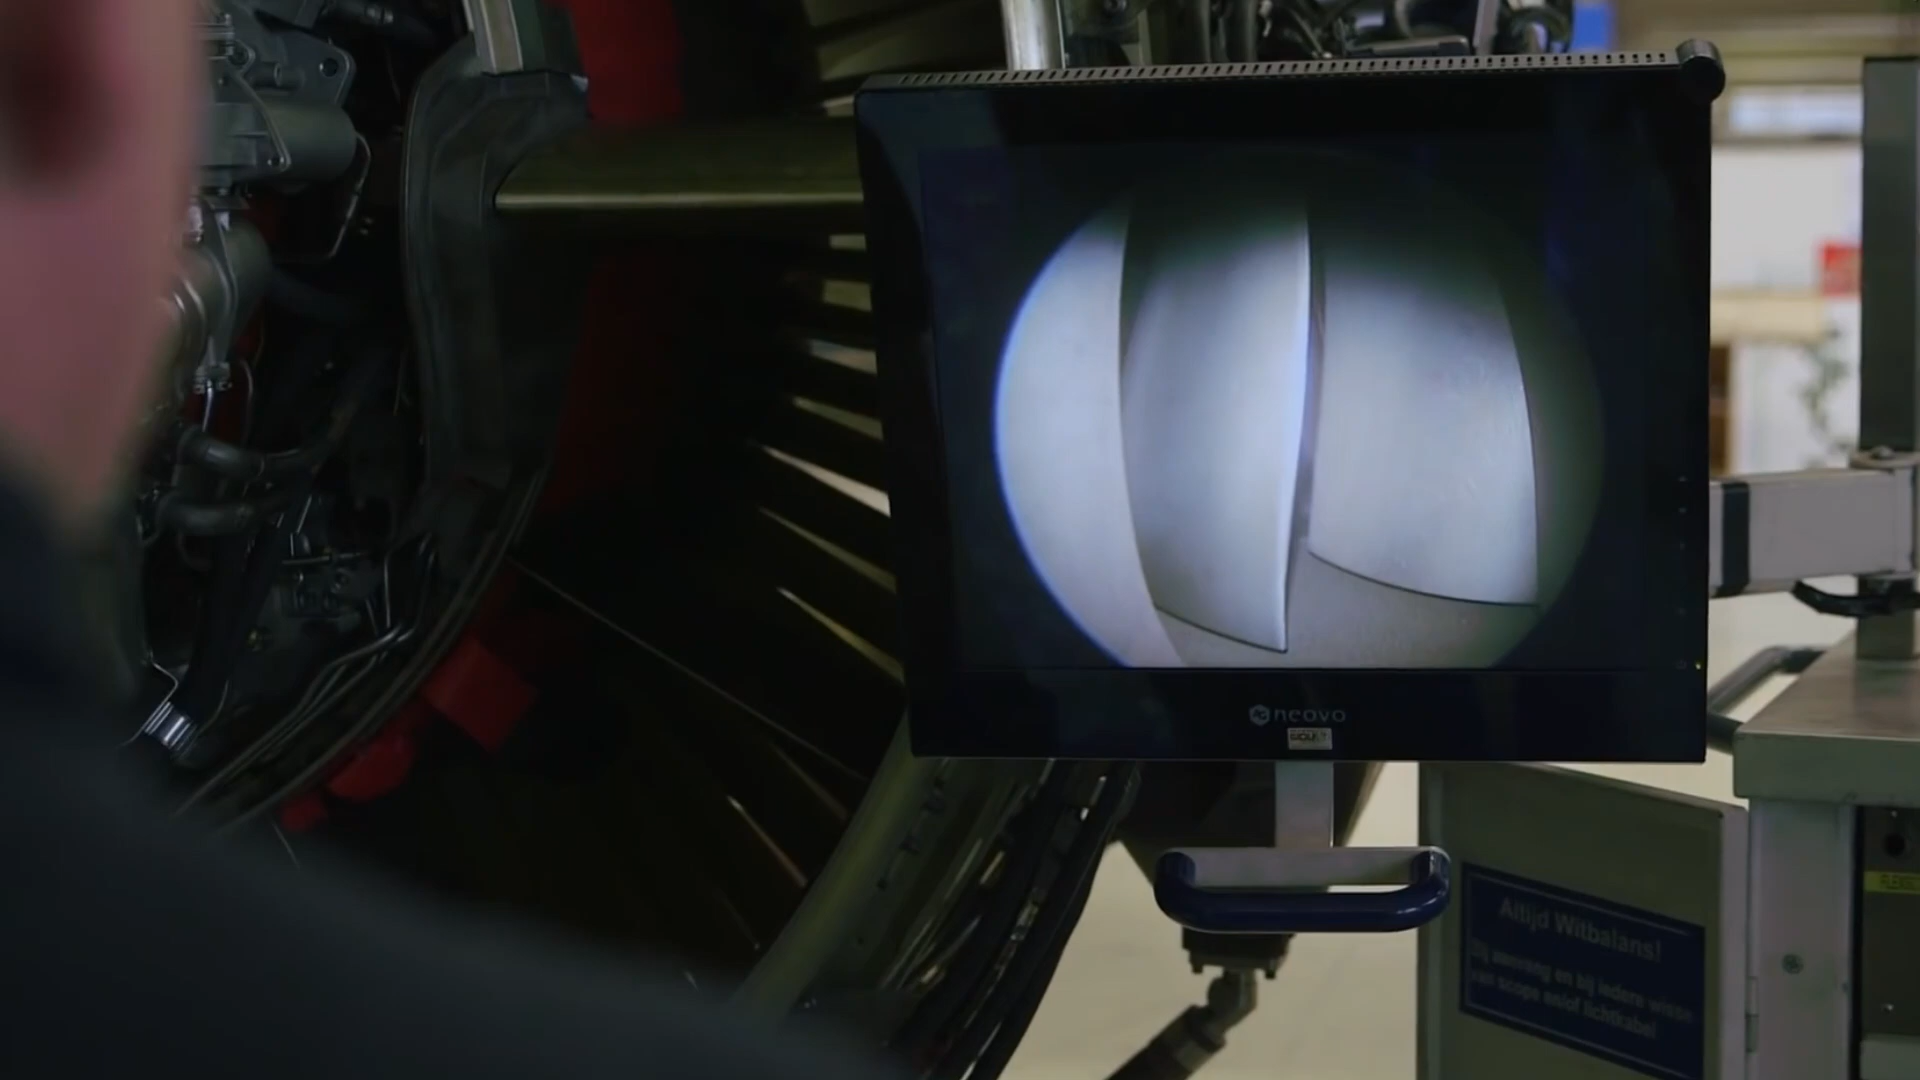 neovo
Altijd Witbalans!
Bij aanvang en bij iedere wissel
van scope en/of lichtkabel